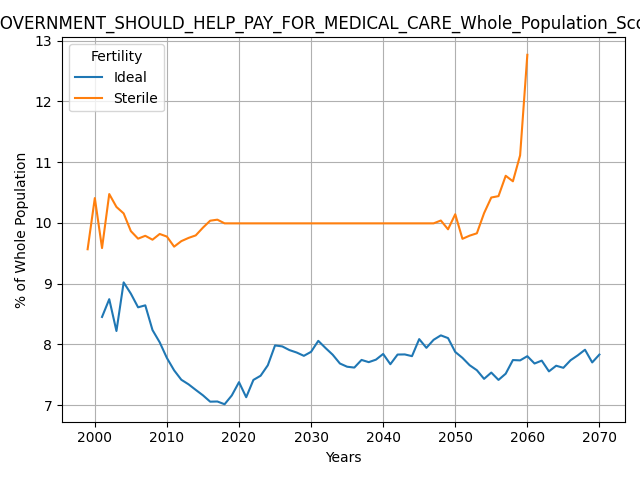 OVERNMENT_SHOULD_HELP_PAY_FOR_MEDICAL_CARE_Whole_Population_Sco
13
12
11
10
9
8
7
% of Whole Population
Fertility
Ideal
Sterile
2000 2010 2020 2030 2040 2050 2060 2070
Years